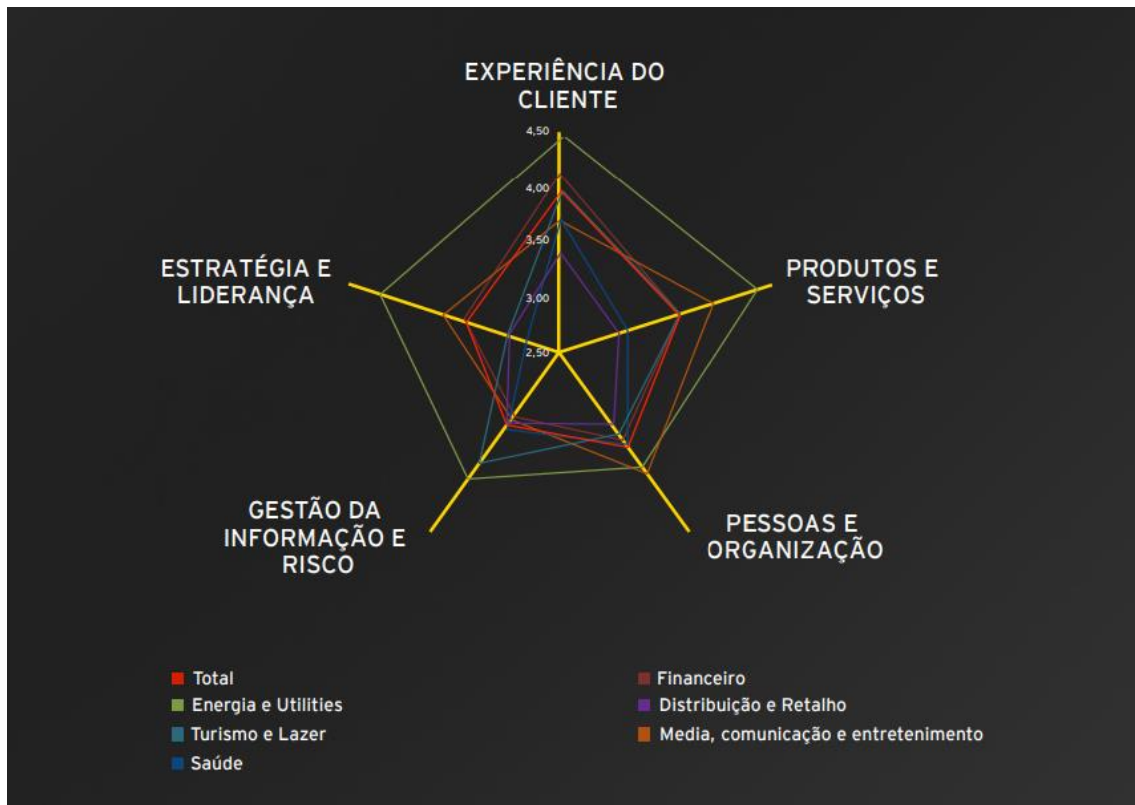 EXPERIÊNCIA DO
CLIENTE
4,50
4,00
3,50
3,00
2,50
ESTRATÉGIA E
LIDERANÇA
PRODUTOS E
SERVIÇOS
GESTÃO DA
INFORMAÇÃO E
RISCO
PESSOAS E
ORGANIZAÇÃO
Total
Energia e Utilities
Turismo e Lazer
Saúde
Financeiro
Distribuição e Retalho
Media, comunicação e entretenimento